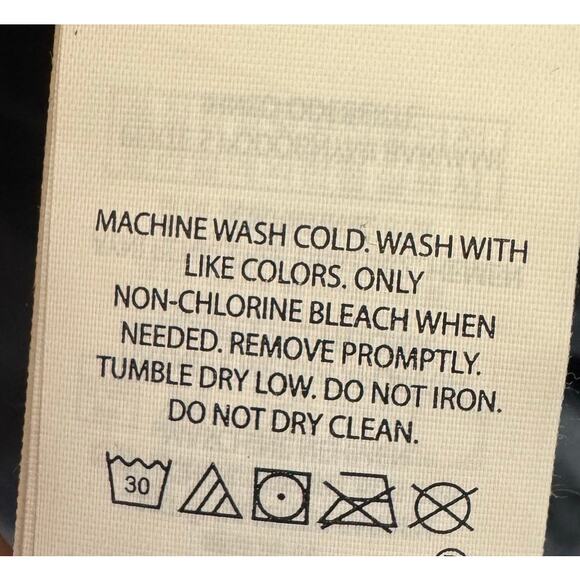 MACHINE WASH COLD. WASH WITH
LIKE COLORS. ONLY
NON-CHLORINE BLEACH WHEN
NEEDED. REMOVE PROMPTLY.
TUMBLE DRY LOW. DO NOT IRON.
DO NOT DRY CLEAN.
30